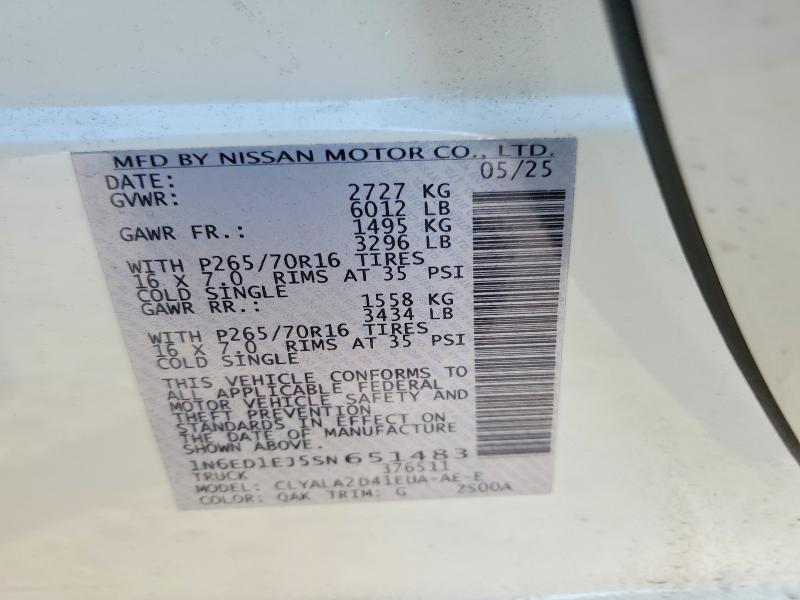 MFD BY NISSAN MOTOR CO., LTD.
DATE: 05/25
GVWR: 2727 KG
6012 LB
GAWR FR.: 1495 KG
3296 LB
WITH P265/70R16 TIRES
16 X 7.0 RIMS AT 35 PSI
COLD SINGLE
GAWR RR.: 1558 KG
3434 LB
WITH P265/70R16 TIRES
16 X 7.0 RIMS AT 35 PSI
COLD SINGLE
THIS VEHICLE CONFORMS TO
ALL APPLICABLE FEDERAL
MOTOR VEHICLE SAFETY AND
THEFT PREVENTION
STANDARDS IN EFFECT ON
THE DATE OF MANUFACTURE
SHOWN ABOVE.
1N6ED1EJ5SN651483
TRUCK 376511
MODEL: CLYALA2D41EUA-AE-E
COLOR: QAK TRIM: G 2S00A